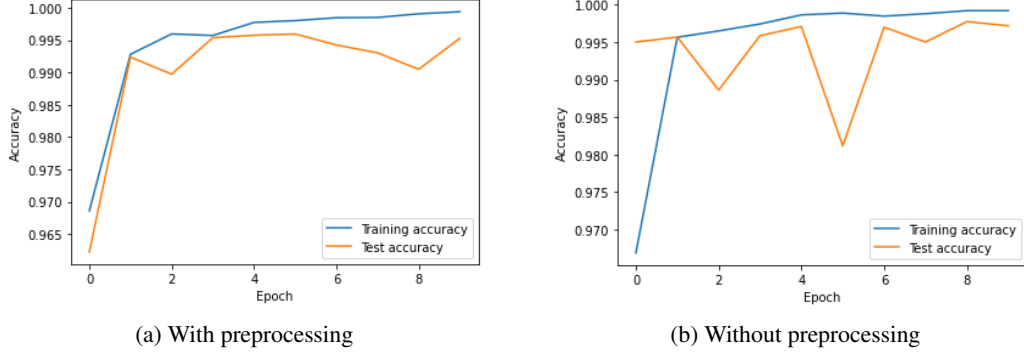 1.000
0.995
0.990
0.985
0.980
0.975
0.970
0.965
Accuracy
0 2 4 6 8
Epoch
Training accuracy
Test accuracy
(a) With preprocessing
1.000
0.995
0.990
0.985
0.980
0.975
0.970
Accuracy
0 2 4 6 8
Epoch
Training accuracy
Test accuracy
(b) Without preprocessing